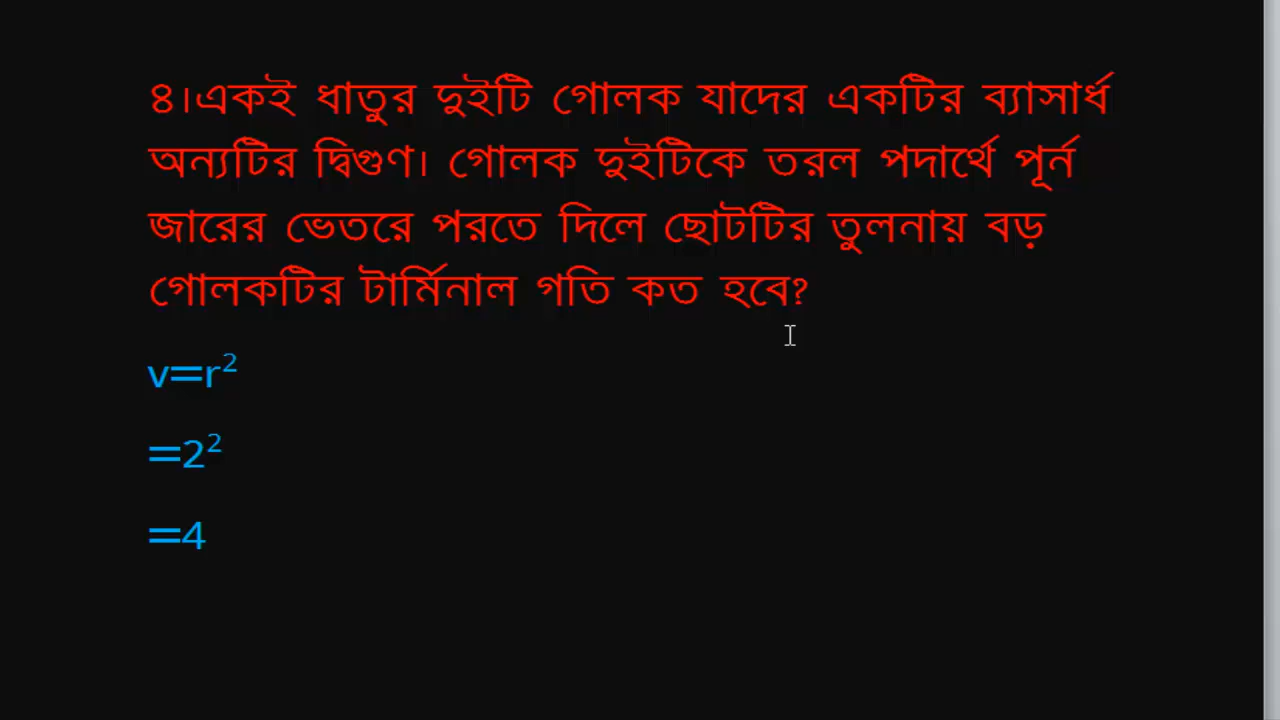 ৪।একই ধাতুর দুইটি গোলক যাদের একটির ব্যাসার্ধ
অন্যটির দ্বিগুণ। গোলক দুইটিকে তরল পদার্থে পূর্ন
জারের ভেতরে পরতে দিলে ছোটটির তুলনায় বড়
গোলকটির টার্মিনাল গতি কত হবে?
v=r²
=2²
=4